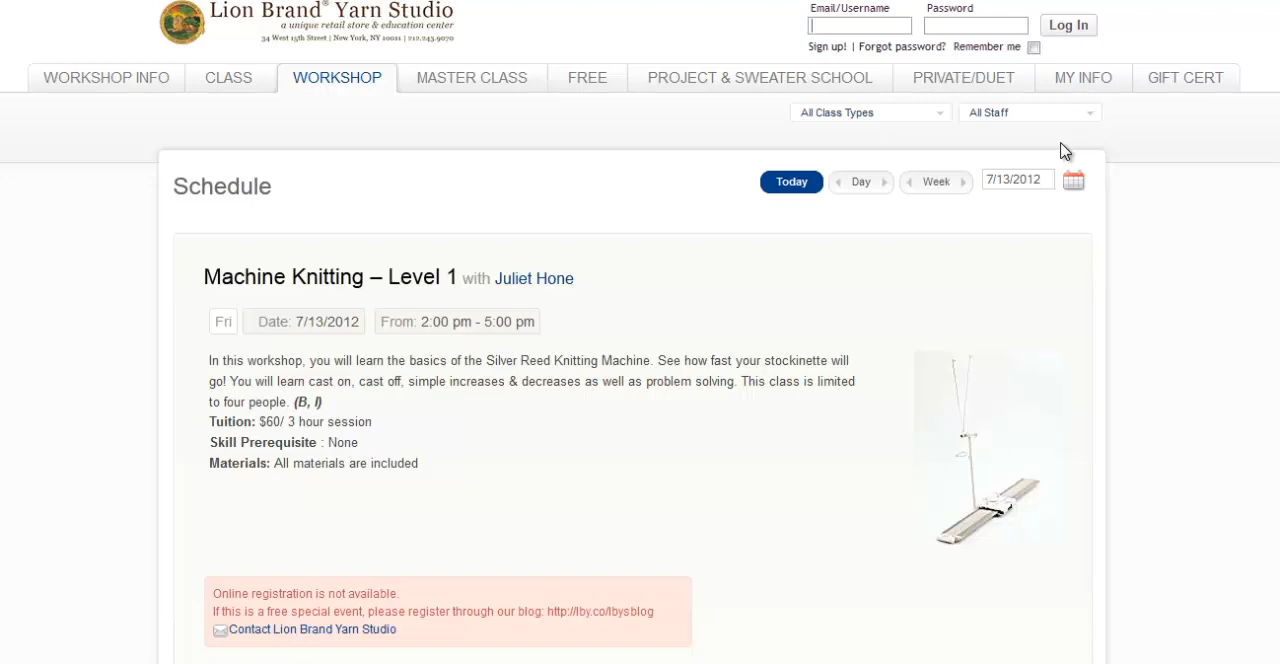 Lion Brand® Yarn Studio
a unique retail store & education center
34 West 15th Street | New York, NY 10011 | 212.243.9070
Email/Username
Password
Log In
Sign up! | Forgot password? Remember me
WORKSHOP INFO
CLASS
WORKSHOP
MASTER CLASS
FREE
PROJECT & SWEATER SCHOOL
PRIVATE/DUET
MY INFO
GIFT CERT
All Class Types
All Staff
Schedule
Today
Day
Week
7/13/2012
Machine Knitting – Level 1 with Juliet Hone
Fri
Date: 7/13/2012
From: 2:00 pm - 5:00 pm
In this workshop, you will learn the basics of the Silver Reed Knitting Machine. See how fast your stockinette will
go! You will learn cast on, cast off, simple increases & decreases as well as problem solving. This class is limited
to four people. (B, I)
Tuition: $60/ 3 hour session
Skill Prerequisite : None
Materials: All materials are included
Online registration is not available.
If this is a free special event, please register through our blog: http://lby.co/lbysblog
Contact Lion Brand Yarn Studio